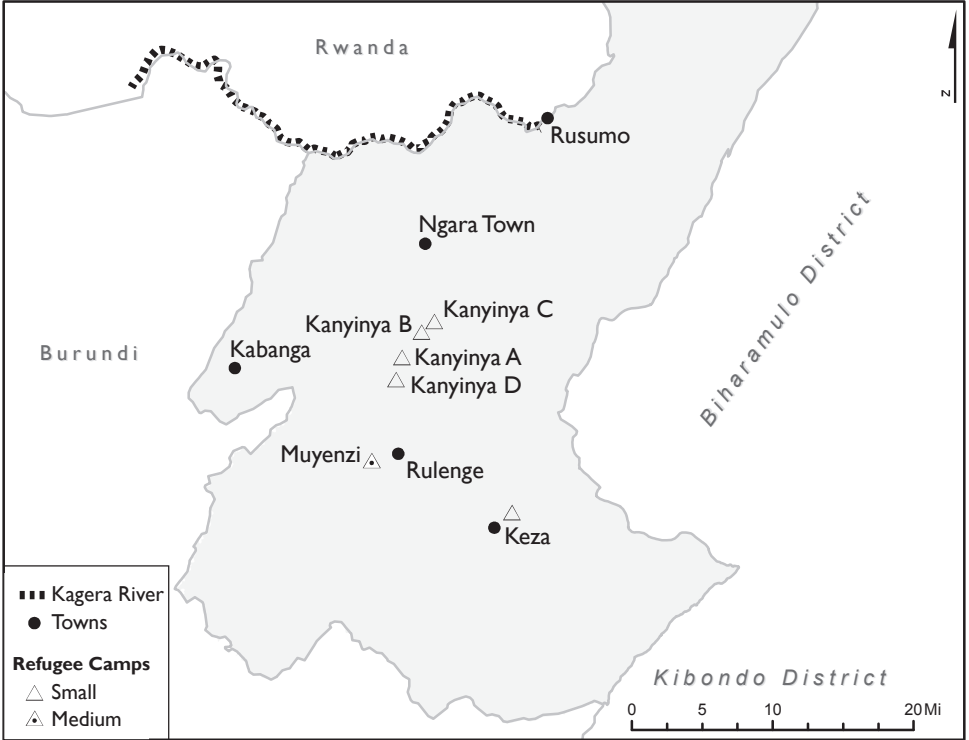 Rwanda
N
Rusumo
Ngara Town
Kanyinya C
Kanyinya B
Burundi
Kabanga
Kanyinya A
Kanyinya D
Biharamulo District
Muyenzi
Rulenge
Keza
Kagera River
Towns
Refugee Camps
Small
Medium
Kibondo District
0 5 10 20 Mi